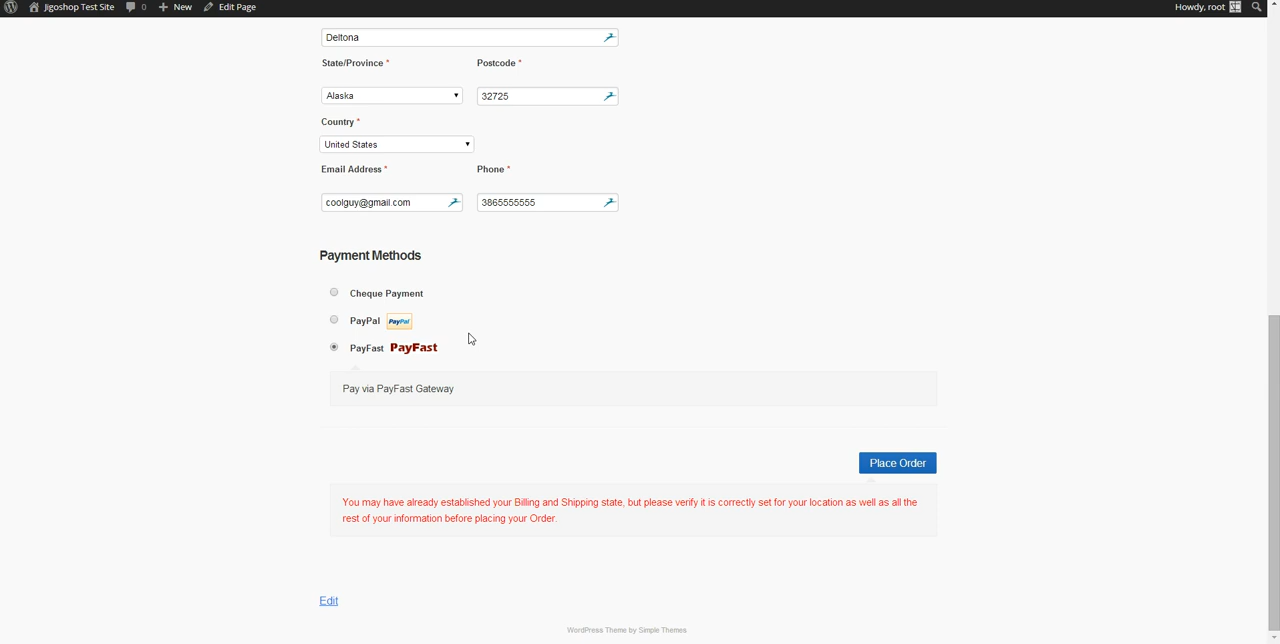 Jigoshop Test Site 0 New Edit Page Howdy, root
Deltona
State/Province * Postcode *
Alaska 32725
Country *
United States
Email Address * Phone *
coolguy@gmail.com 3865555555
Payment Methods
Cheque Payment
PayPal PayPal
PayFast PayFast
Pay via PayFast Gateway
Place Order
You may have already established your Billing and Shipping state, but please verify it is correctly set for your location as well as all the
rest of your information before placing your Order.
Edit
WordPress Theme by Simple Themes